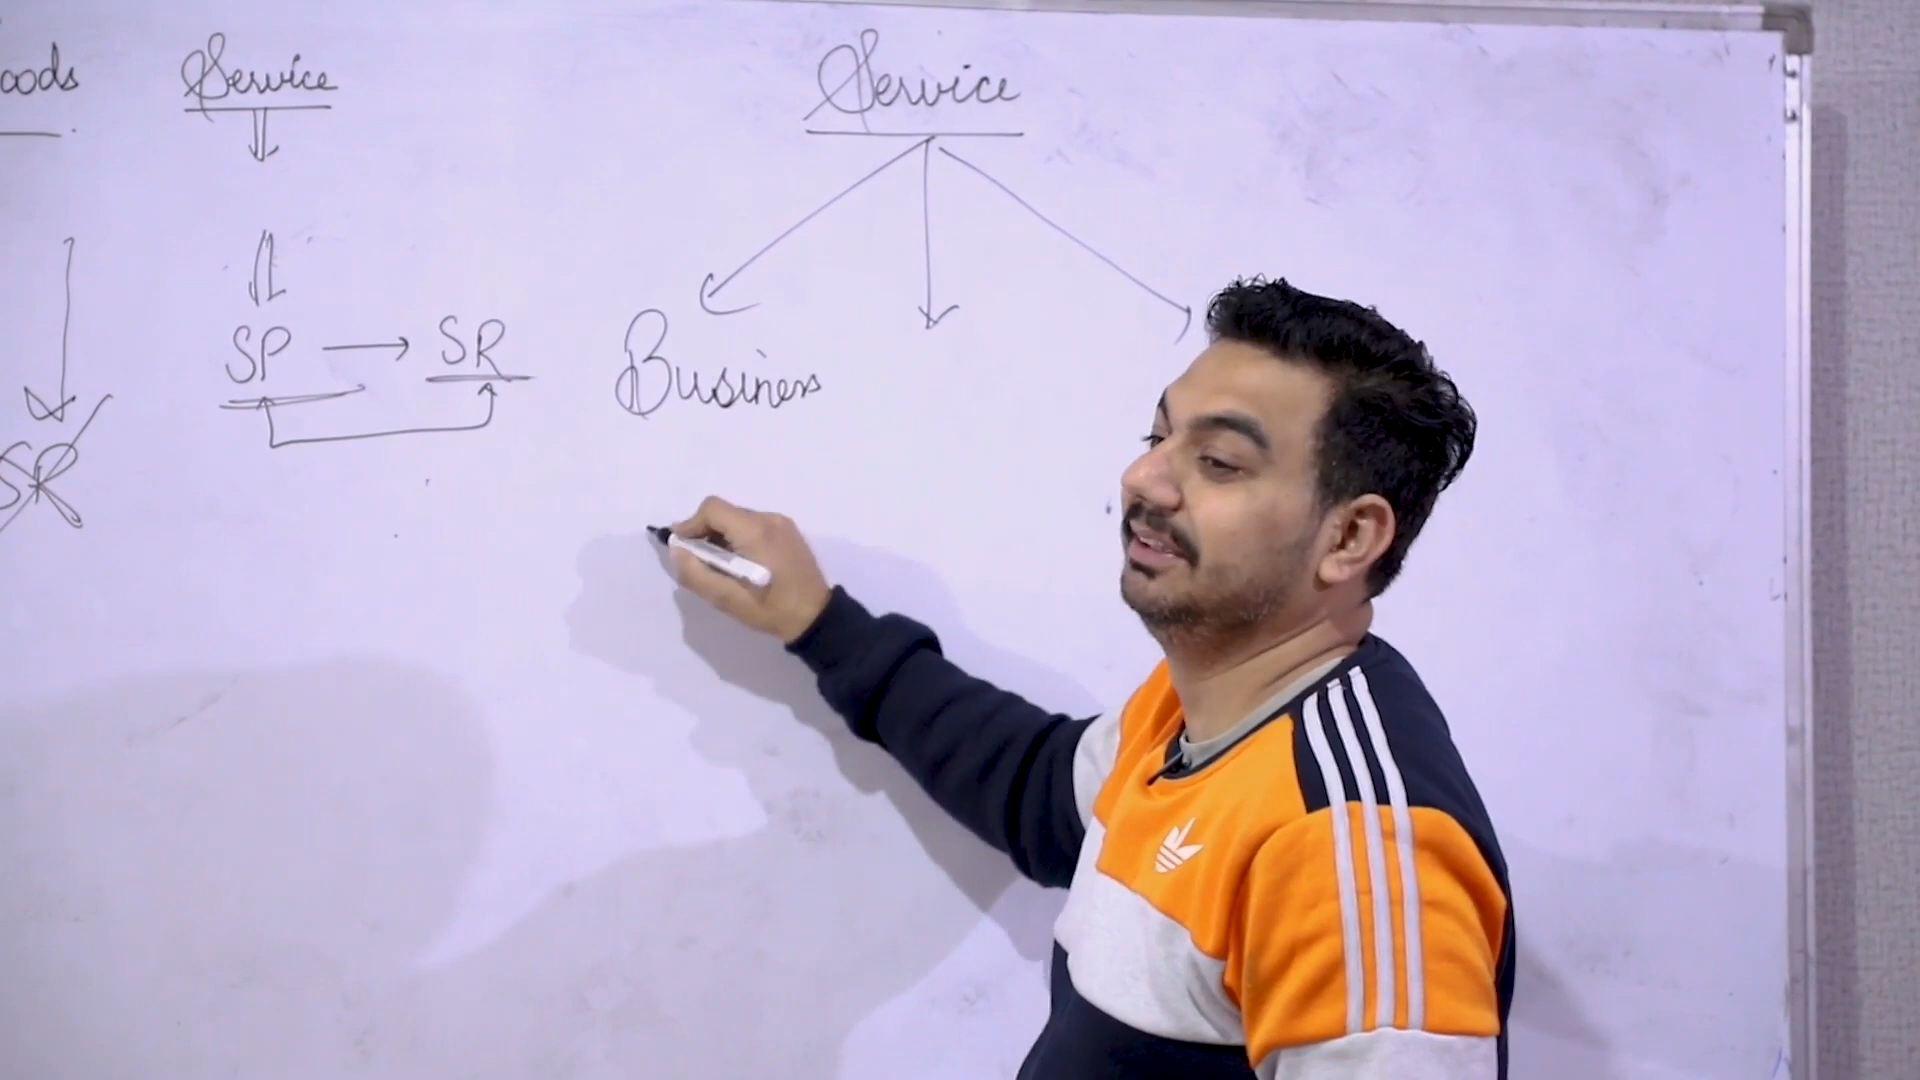 oods
Service
Service
SP → SR
Business
SR